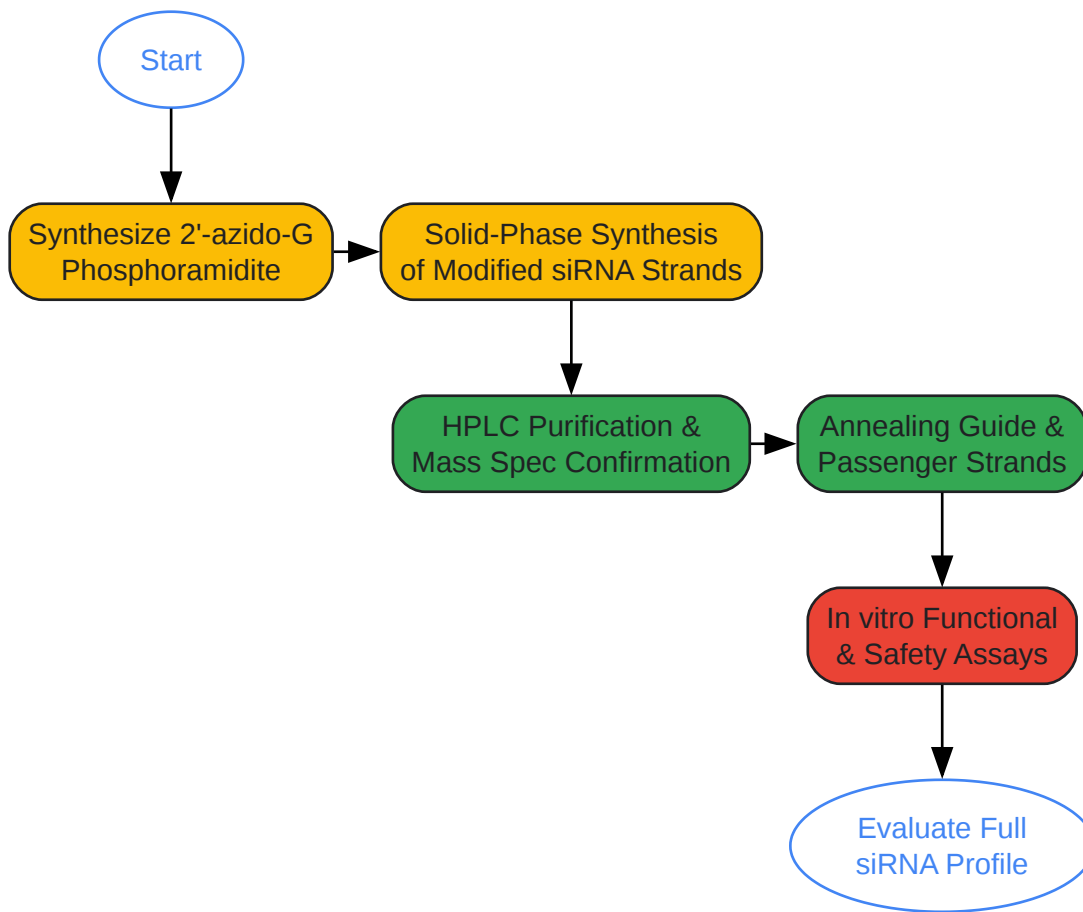 Start
Synthesize 2'-azido-G
Phosphoramidite
Solid-Phase Synthesis
of Modified siRNA Strands
HPLC Purification &
Mass Spec Confirmation
Annealing Guide &
Passenger Strands
In vitro Functional
& Safety Assays
Evaluate Full
siRNA Profile